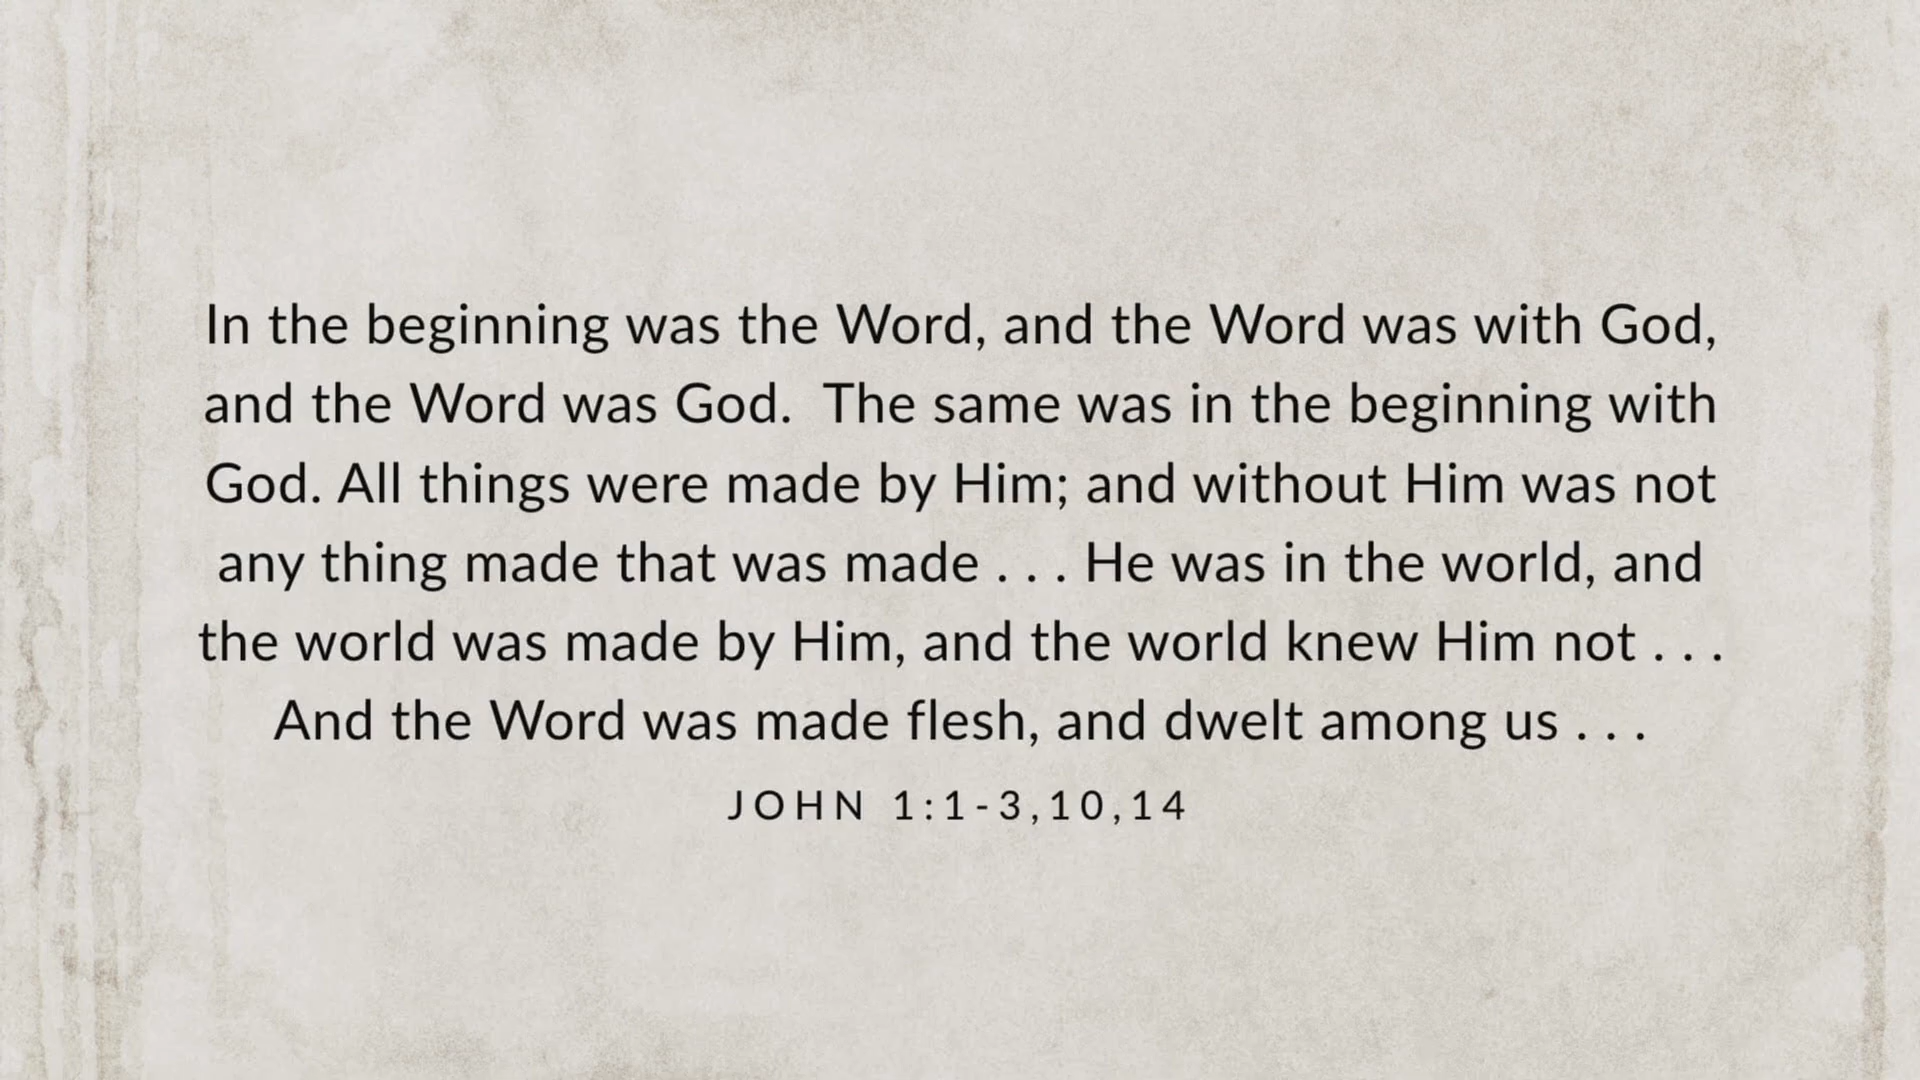 In the beginning was the Word, and the Word was with God,
and the Word was God.  The same was in the beginning with
God. All things were made by Him; and without Him was not
any thing made that was made . . . He was in the world, and
the world was made by Him, and the world knew Him not . . .
And the Word was made flesh, and dwelt among us . . .
JOHN 1:1-3,10,14